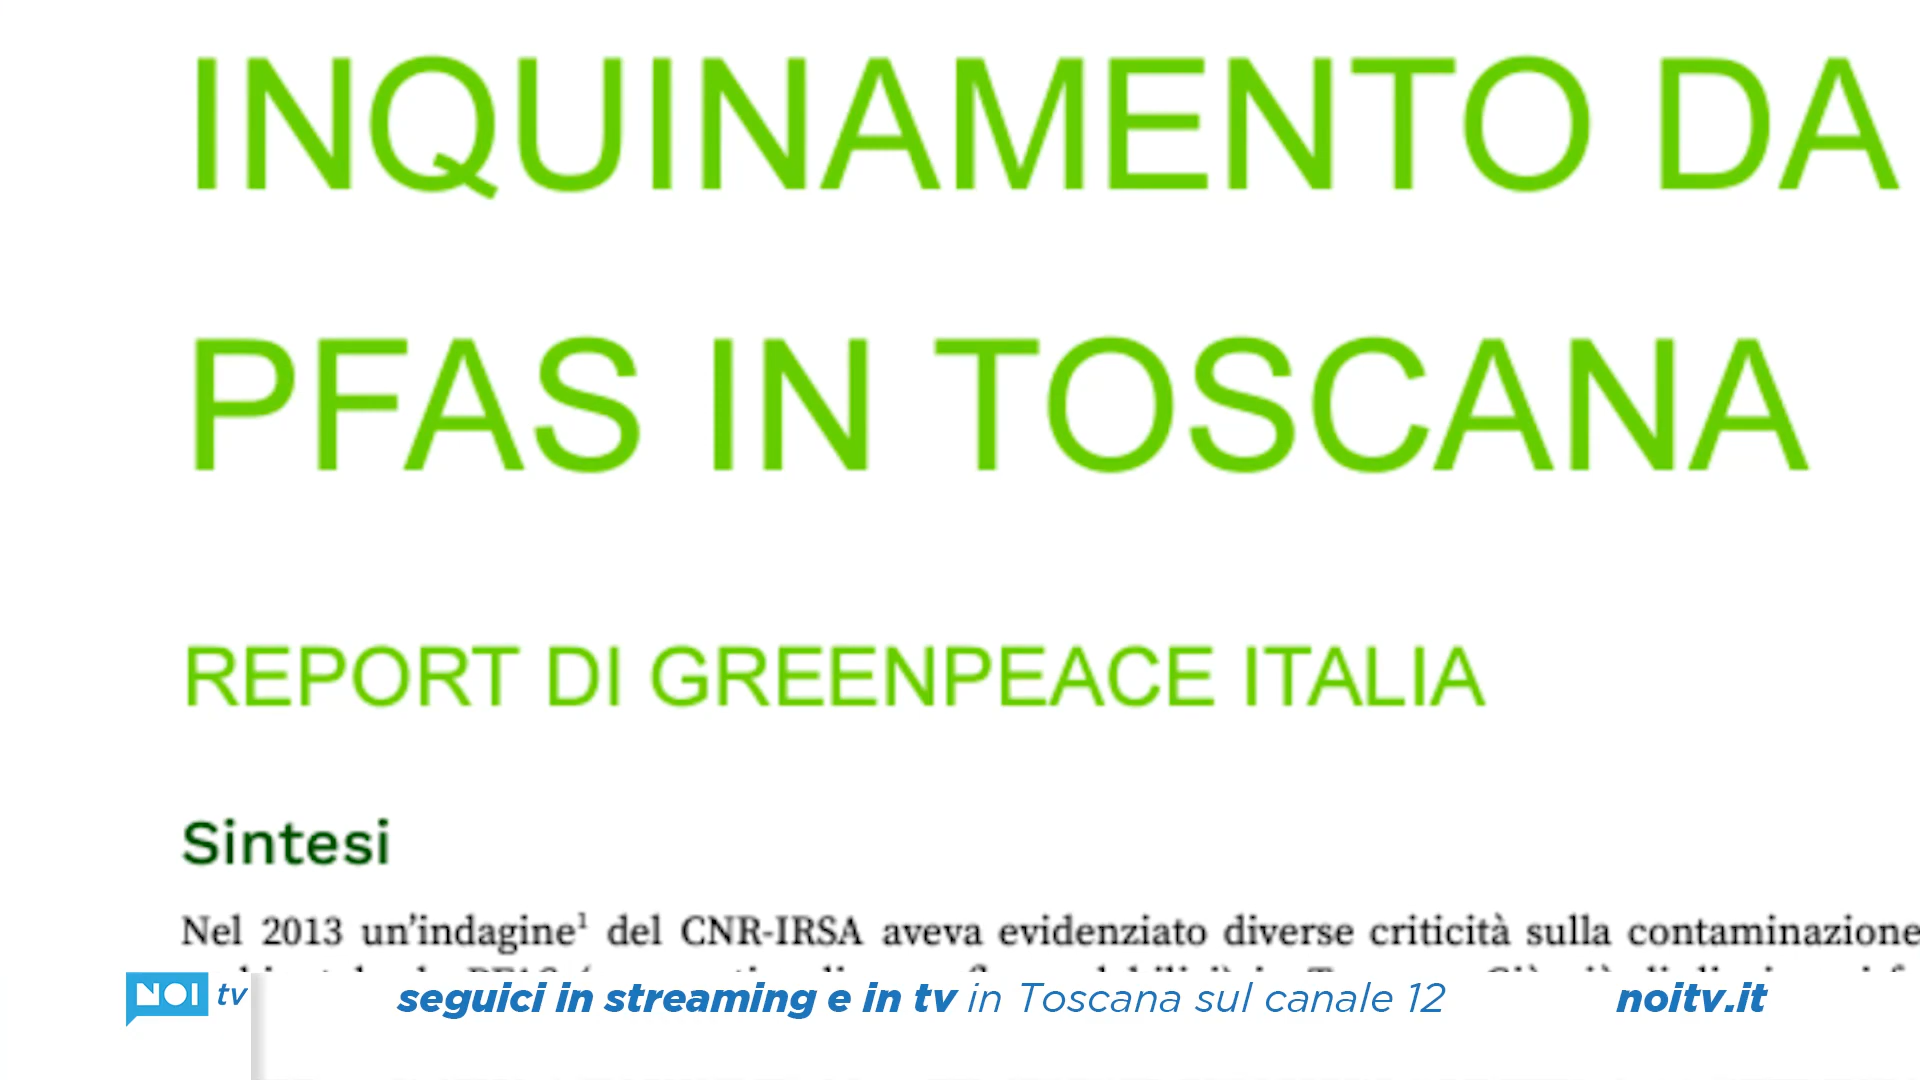 INQUINAMENTO DA
PFAS IN TOSCANA
REPORT DI GREENPEACE ITALIA
Sintesi
Nel 2013 un’indagine¹ del CNR-IRSA aveva evidenziato diverse criticità sulla contaminazione
NOI tv seguici in streaming e in tv in Toscana sul canale 12 noitv.it